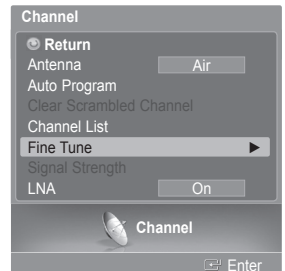 Channel
Return
Antenna Air
Auto Program
Clear Scrambled Channel
Channel List
Fine Tune
Signal Strength
LNA On
Channel
Enter